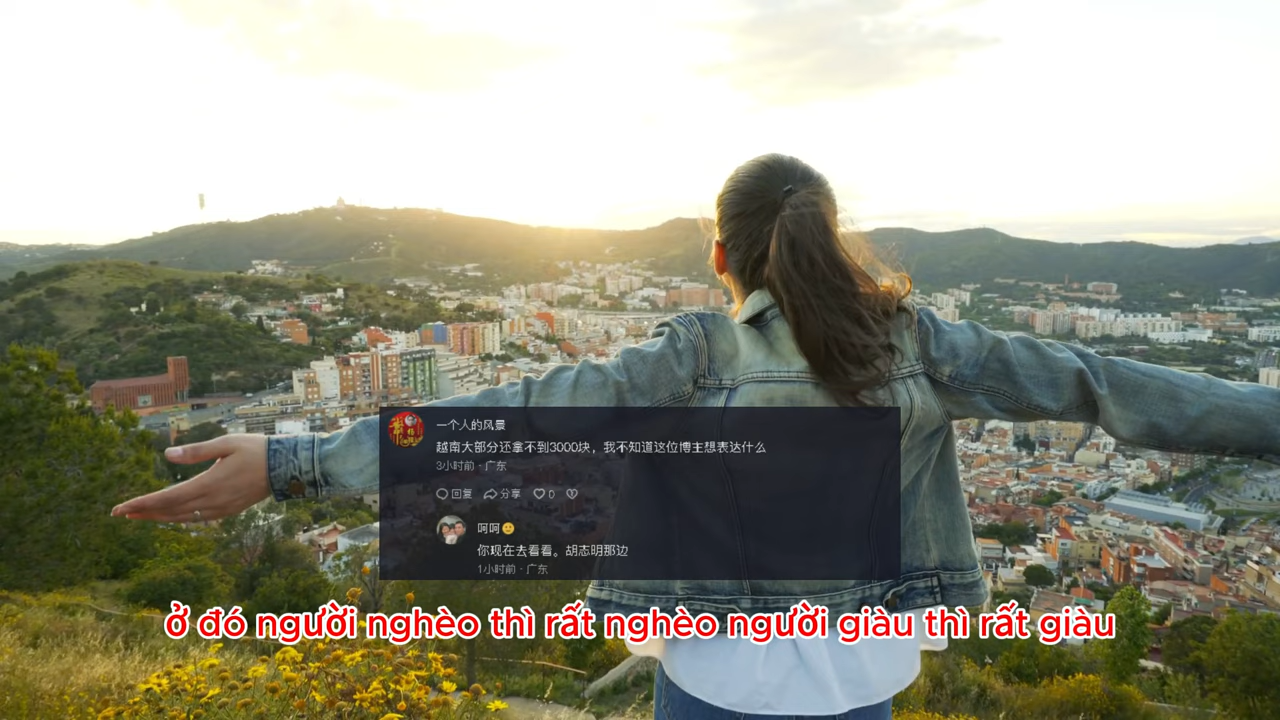 一个人的风景
越南大部分还拿不到3000块，我不知道这位博主想表达什么
3小时前 · 广东
回复 分享 0
呵呵🙂
你现在去看看。胡志明那边
1小时前 · 广东
ở đó người nghèo thì rất nghèo người giàu thì rất giàu